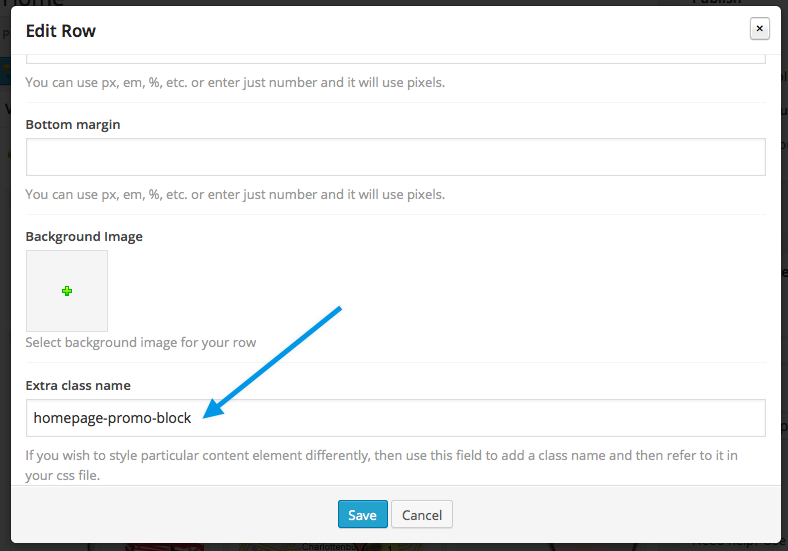 Edit Row
You can use px, em, %, etc. or enter just number and it will use pixels.
Bottom margin
You can use px, em, %, etc. or enter just number and it will use pixels.
Background Image
Select background image for your row
Extra class name
homepage-promo-block
If you wish to style particular content element differently, then use this field to add a class name and then refer to it in
your css file.
Save Cancel